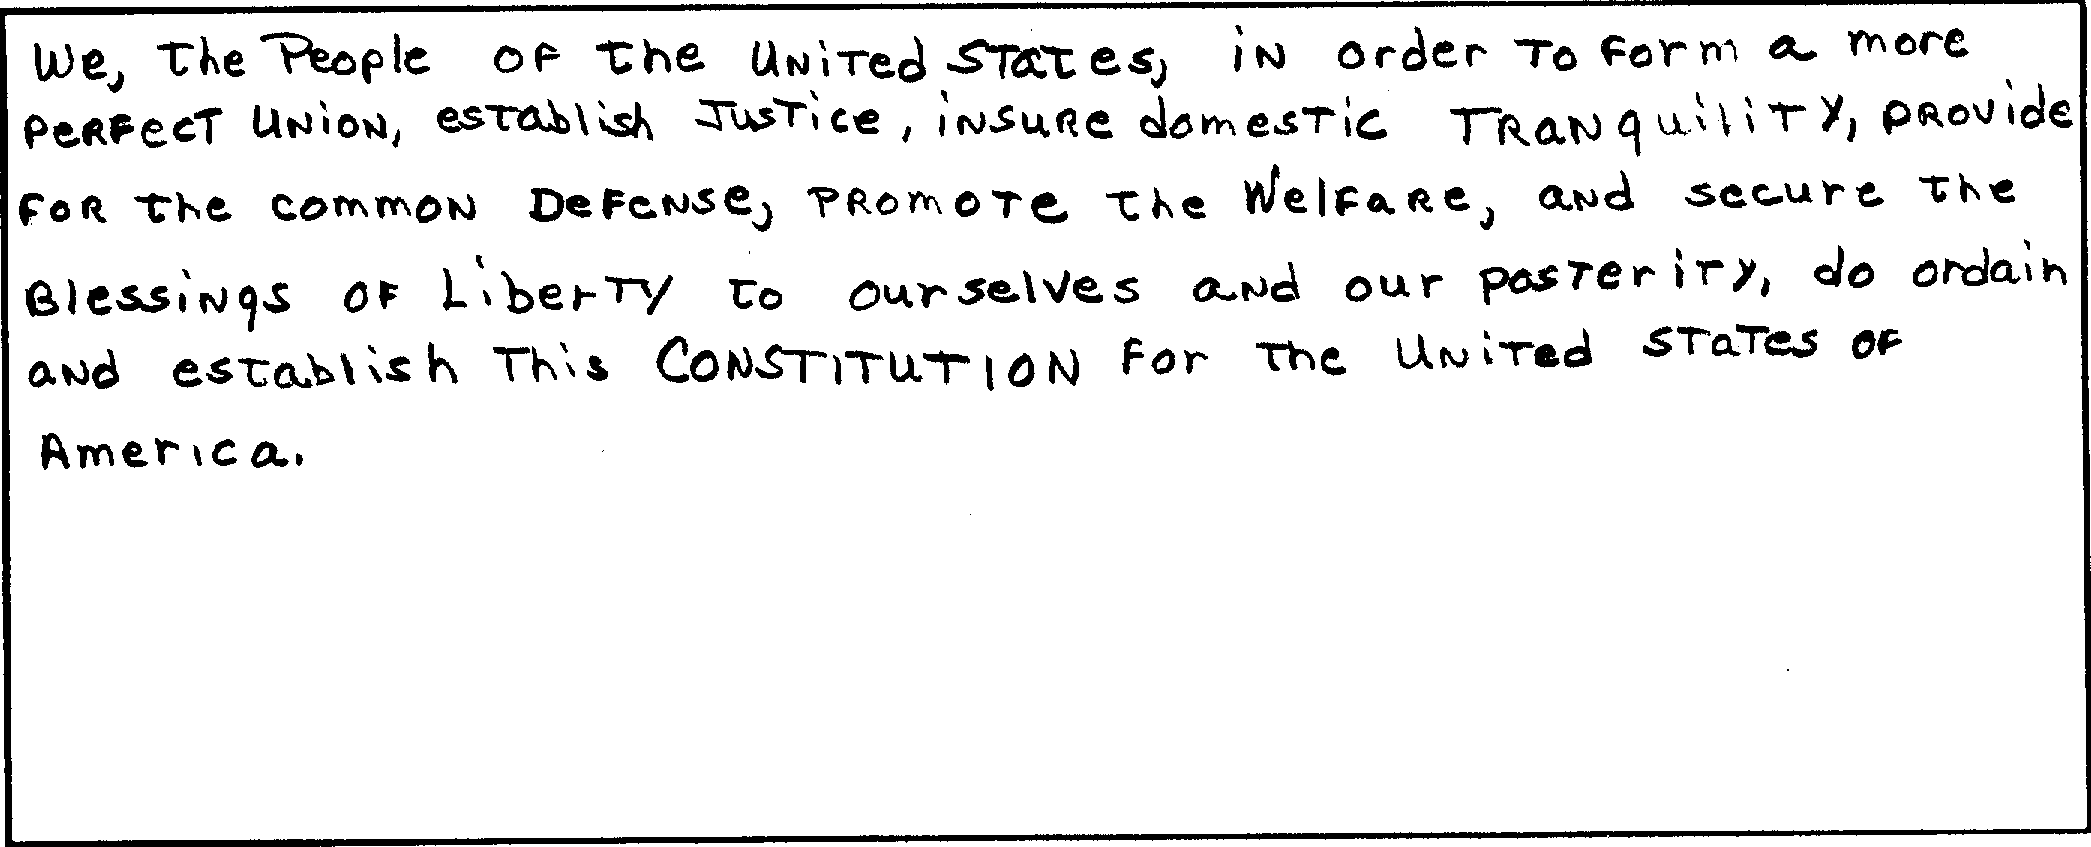 We, the People of the United States, in order to form a more
perfect Union, establish Justice, insure domestic Tranquility, provide
for the common Defense, promote the Welfare, and secure the
Blessings of Liberty to ourselves and our posterity, do ordain
and establish This CONSTITUTION for the United States of
America.